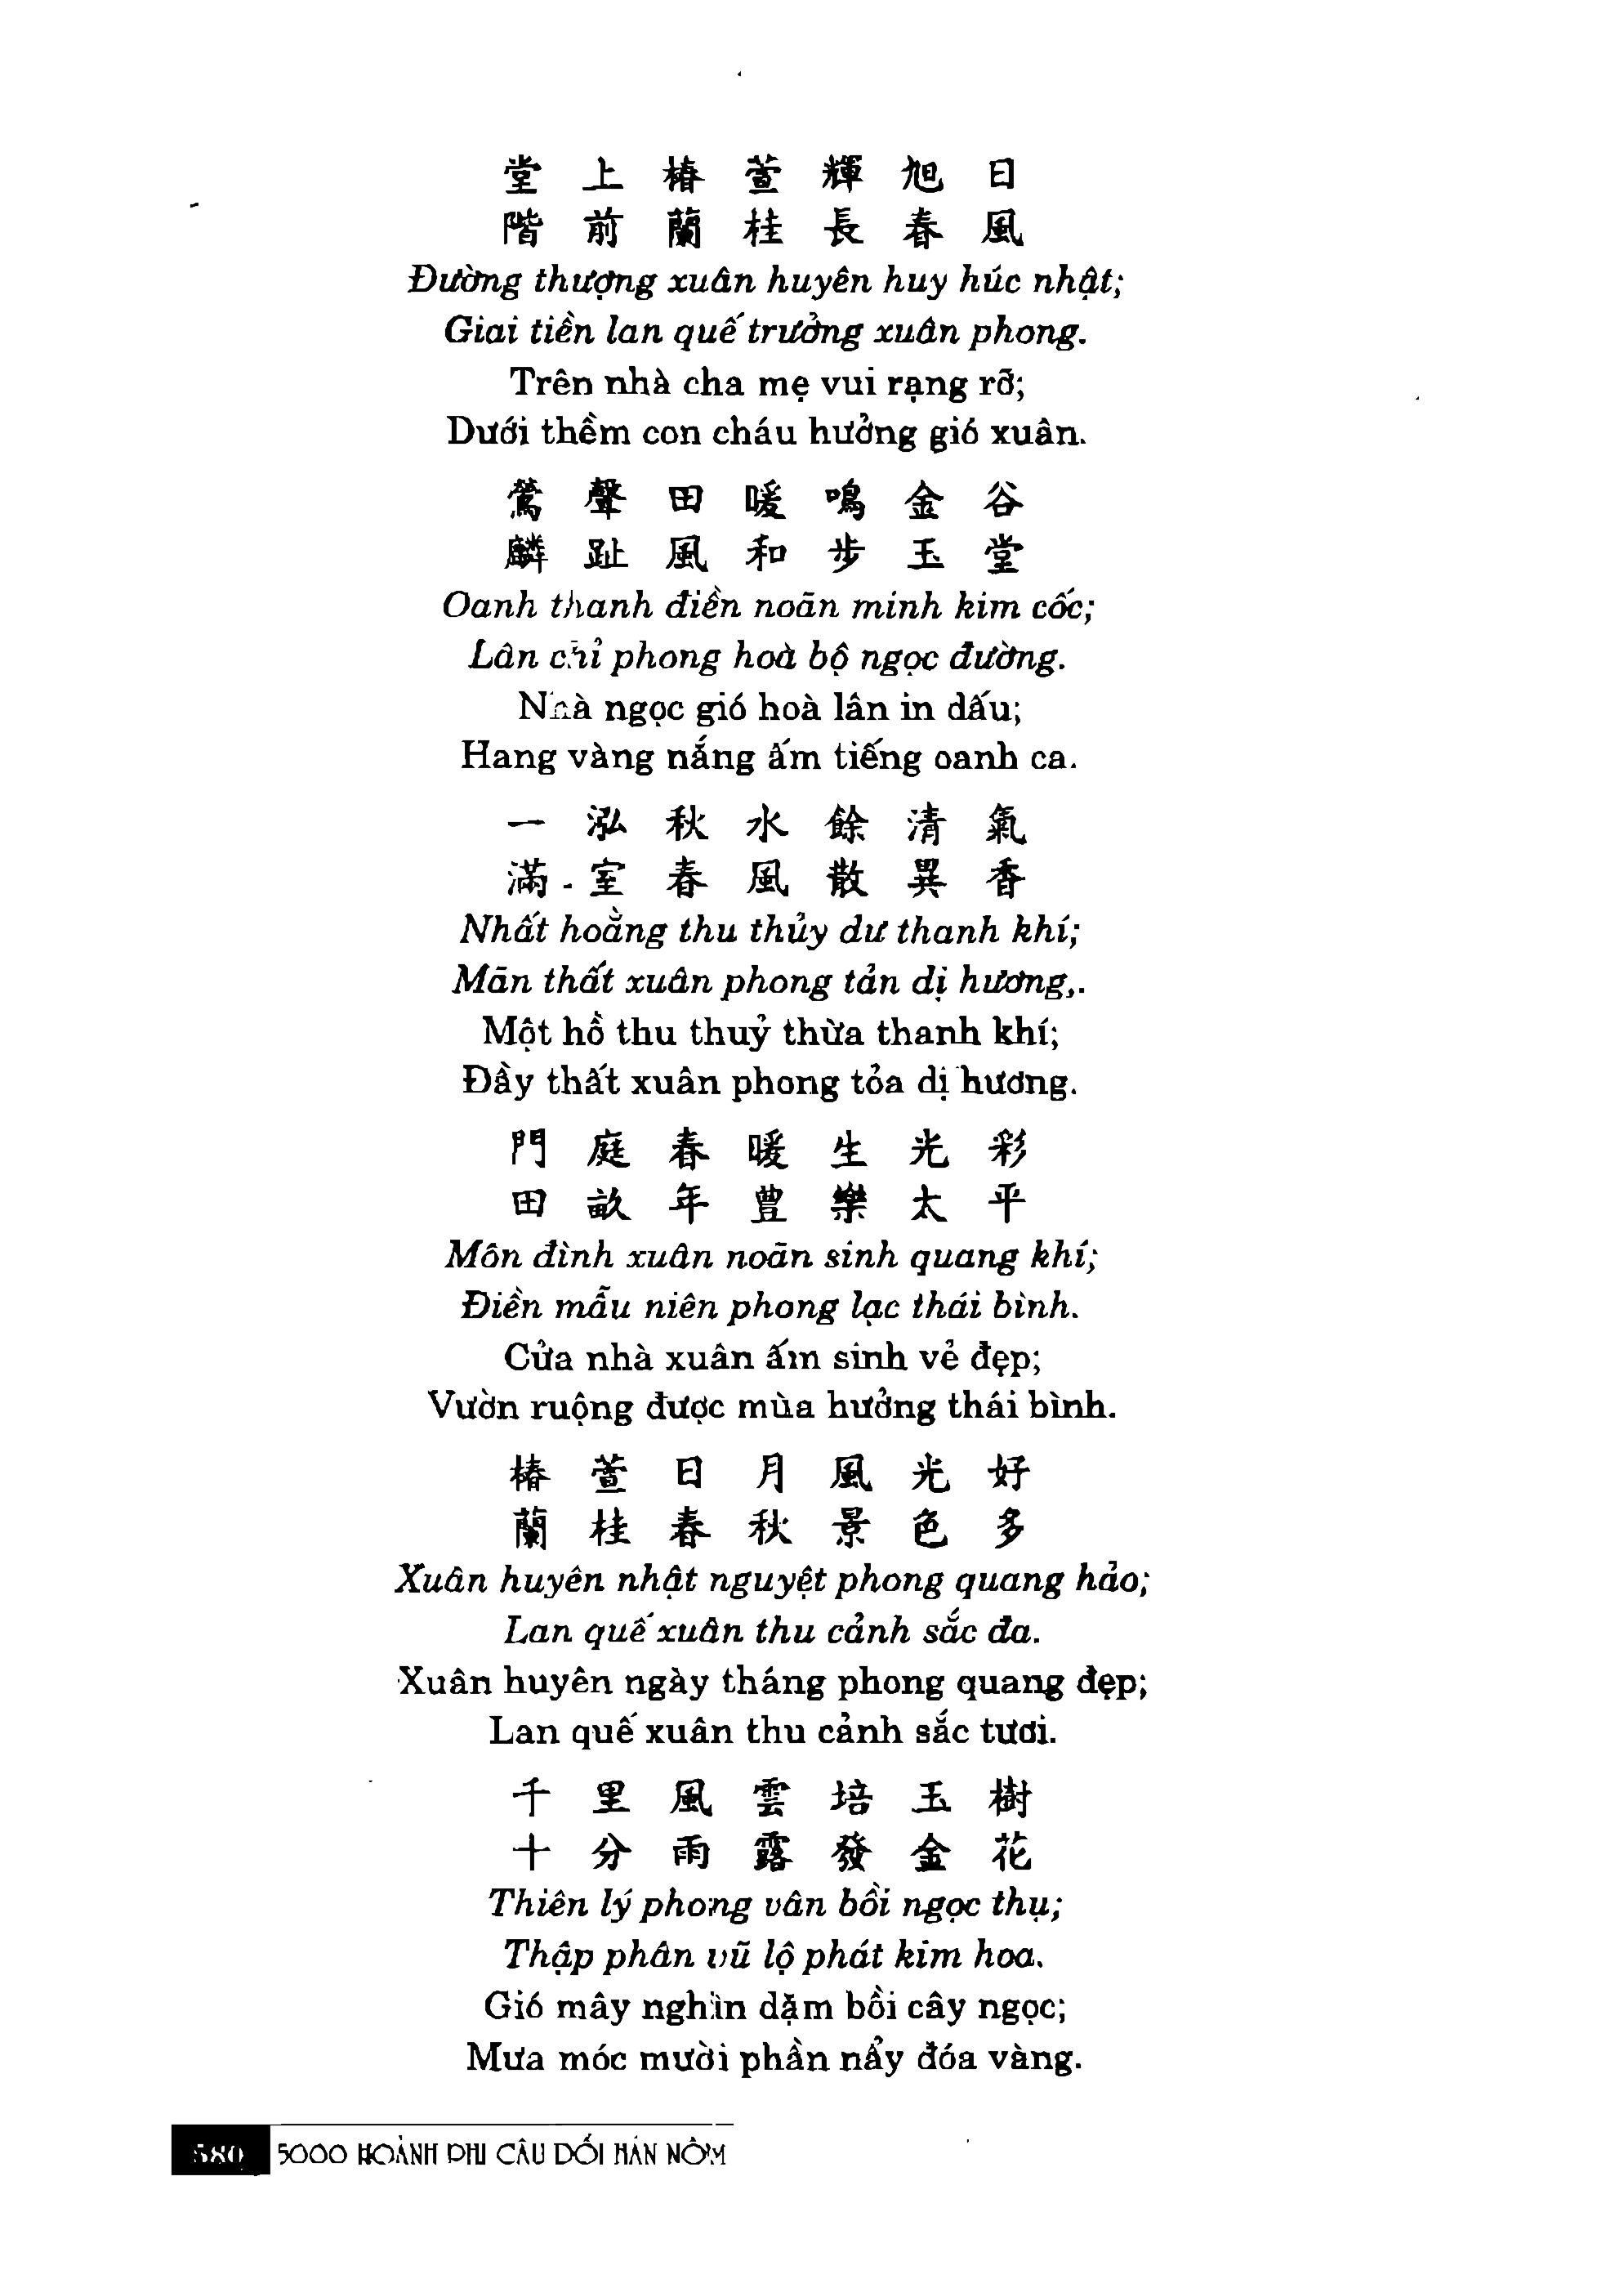 堂上椿萱輝旭日
階前蘭桂長春風
Đường thượng xuân huyên huy húc nhật;
Giai tiền lan quế trưởng xuân phong.
Trên nhà cha mẹ vui rạng rỡ;
Dưới thềm con cháu hưởng gió xuân.
鶯聲田暖鳴金谷
麟趾風和步玉堂
Oanh thanh điền noãn minh kim cốc;
Lân chỉ phong hoà bộ ngọc đường.
Nhà ngọc gió hoà lân in dấu;
Hang vàng nắng ấm tiếng oanh ca.
一泓秋水餘清氣
滿室春風散異香
Nhất hoằng thu thủy dư thanh khí;
Mãn thất xuân phong tản dị hương,.
Một hồ thu thuỷ thừa thanh khí;
Đầy thất xuân phong tỏa dị hương.
門庭春暖生光彩
田畝年豊樂太平
Môn đình xuân noãn sinh quang khí;
Điền mẫu niên phong lạc thái bình.
Cửa nhà xuân ấm sinh vẻ đẹp;
Vườn ruộng được mùa hưởng thái bình.
椿萱日月風光好
蘭桂春秋景色多
Xuân huyên nhật nguyệt phong quang hảo;
Lan quế xuân thu cảnh sắc đa.
Xuân huyên ngày tháng phong quang đẹp;
Lan quế xuân thu cảnh sắc tươi.
千里風雲培玉樹
十分雨露發金花
Thiên lý phong vân bồi ngọc thụ;
Thập phân vũ lộ phát kim hoa.
Gió mây nghìn dặm bồi cây ngọc;
Mưa móc mười phần nẩy đóa vàng.
580 5000 HOÀNH PHI CÂU ĐỐI HÁN NÔM